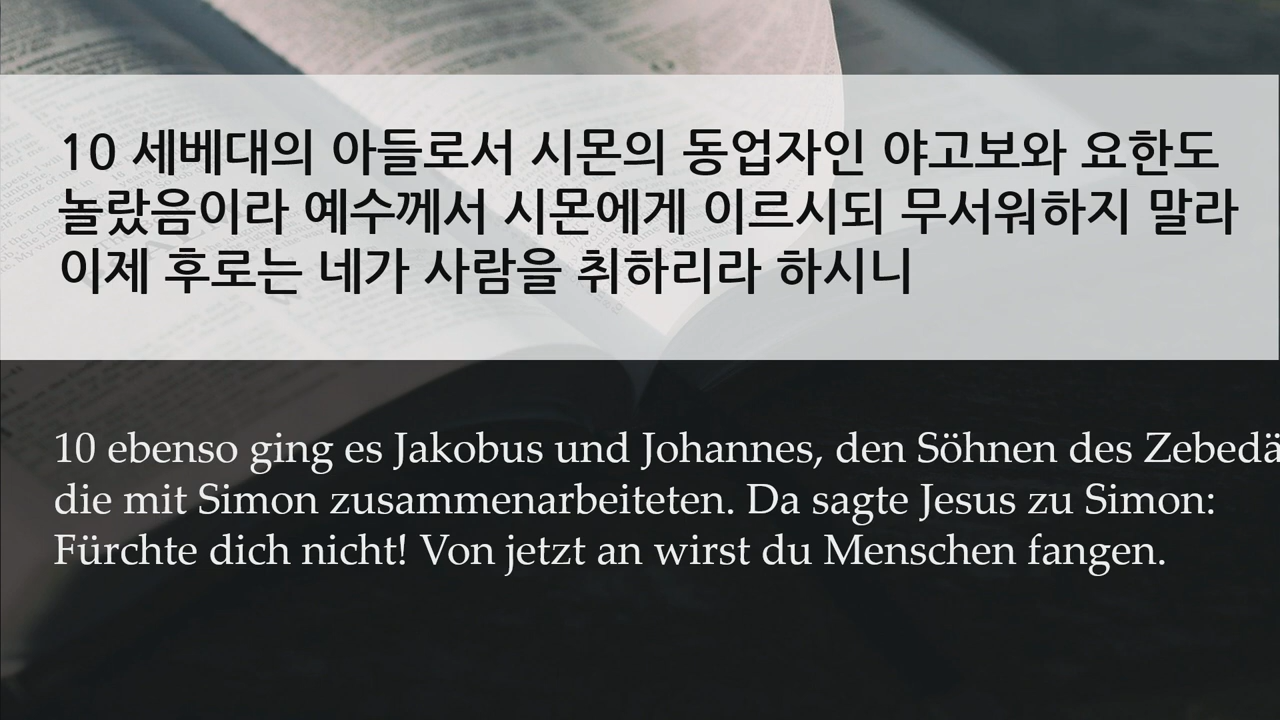 10 세베대의 아들로서 시몬의 동업자인 야고보와 요한도
놀랐음이라 예수께서 시몬에게 이르시되 무서워하지 말라
이제 후로는 네가 사람을 취하리라 하시니
10 ebenso ging es Jakobus und Johannes, den Söhnen des Zebedä
die mit Simon zusammenarbeiteten. Da sagte Jesus zu Simon:
Fürchte dich nicht! Von jetzt an wirst du Menschen fangen.